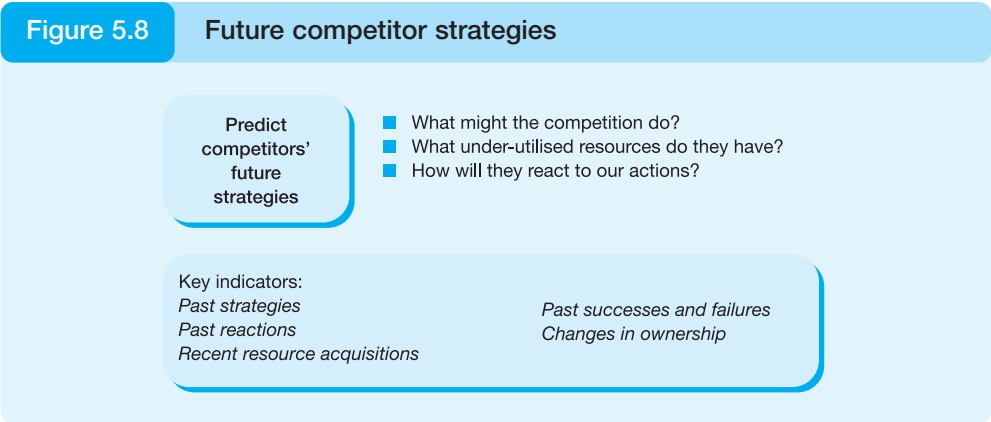 Figure 5.8
Future competitor strategies
Predict
competitors'
future
strategies
What might the competition do?
What under-utilised resources do they have?
How will they react to our actions?
Key indicators:
Past strategies
Past reactions
Recent resource acquisitions
Past successes and failures
Changes in ownership